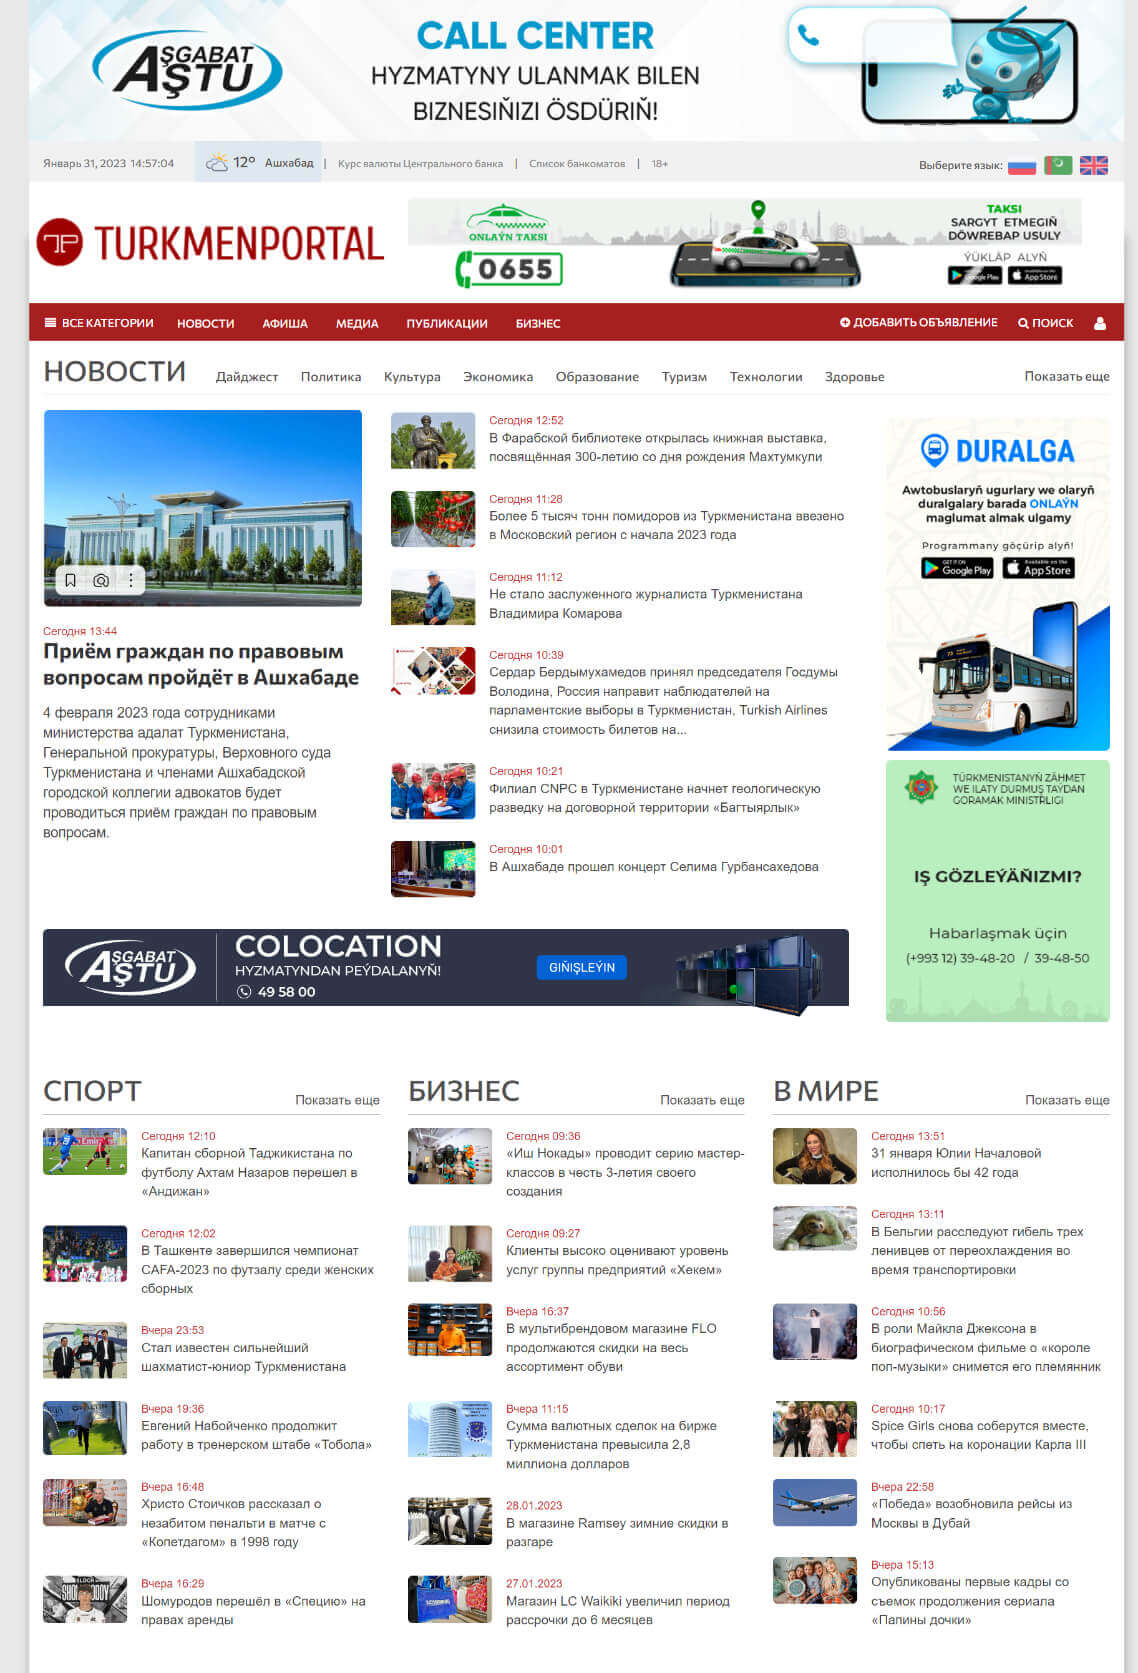 AŞGABAT
AŞTU
CALL CENTER
HYZMATYNY ULANMAK BILEN
BIZNESIŇIZI ÖSDÜRIŇ!
Январь 31, 2023 14:57:04
12° Ашхабад | Курс валюты Центрального банка | Список банкоматов | 18+
Выберите язык:
TP TURKMENPORTAL
ONLAÝN TAKSI
0655
TAKSI
SARGYT ETMEGIŇ
DÖWREBAP USULY
ÝÜKLÄP ALYŇ
Google Play App Store
ВСЕ КАТЕГОРИИ НОВОСТИ АФИША МЕДИА ПУБЛИКАЦИИ БИЗНЕС ДОБАВИТЬ ОБЪЯВЛЕНИЕ ПОИСК
НОВОСТИ Дайджест Политика Культура Экономика Образование Туризм Технологии Здоровье Показать еще
Сегодня 13:44
Приём граждан по правовым
вопросам пройдёт в Ашхабаде
4 февраля 2023 года сотрудниками
министерства адалат Туркменистана,
Генеральной прокуратуры, Верховного суда
Туркменистана и членами Ашхабадской
городской коллегии адвокатов будет
проводиться приём граждан по правовым
вопросам.
Сегодня 12:52
В Фарабской библиотеке открылась книжная выставка,
посвящённая 300-летию со дня рождения Махтумкули
Сегодня 11:28
Более 5 тысяч тонн помидоров из Туркменистана ввезено
в Московский регион с начала 2023 года
Сегодня 11:12
Не стало заслуженного журналиста Туркменистана
Владимира Комарова
Сегодня 10:39
Сердар Бердымухамедов принял председателя Госдумы
Володина, Россия направит наблюдателей на
парламентские выборы в Туркменистан, Turkish Airlines
снизила стоимость билетов на...
Сегодня 10:21
Филиал CNPC в Туркменистане начнет геологическую
разведку на договорной территории «Багтыярлык»
Сегодня 10:01
В Ашхабаде прошел концерт Селима Гурбансахедова
DURALGA
Awtobuslaryň ugurlary we olaryň
duralgalary barada ONLAÝN
maglumat almak ulgamy
Programmany göçürip alyň!
GET IT ON
Google Play
Available on the
App Store
TÜRKMENISTANYŇ ZÄHMET
WE ILATY DURMUŞ TAÝDAN
GORAMAK MINISTRLIGI
IŞ GÖZLEÝÄŇIZMI?
Habarlaşmak üçin
(+993 12) 39-48-20 / 39-48-50
AŞGABAT
AŞTU
COLOCATION
HYZMATYNDAN PEÝDALANYŇ!
49 58 00
GIŇIŞLEÝIN
СПОРТ Показать еще
Сегодня 12:10
Капитан сборной Таджикистана по
футболу Ахтам Назаров перешел в
«Андижан»
Сегодня 12:02
В Ташкенте завершился чемпионат
CAFA-2023 по футзалу среди женских
сборных
Вчера 23:53
Стал известен сильнейший
шахматист-юниор Туркменистана
Вчера 19:36
Евгений Набойченко продолжит
работу в тренерском штабе «Тобола»
Вчера 16:48
Христо Стоичков рассказал о
незабитом пенальти в матче с
«Копетдагом» в 1998 году
Вчера 16:29
Шомуродов перешёл в «Специю» на
правах аренды
БИЗНЕС Показать еще
Сегодня 09:36
«Иш Нокады» проводит серию мастер-
классов в честь 3-летия своего
создания
Сегодня 09:27
Клиенты высоко оценивают уровень
услуг группы предприятий «Хекем»
Вчера 16:37
В мультибрендовом магазине FLO
продолжаются скидки на весь
ассортимент обуви
Вчера 11:15
Сумма валютных сделок на бирже
Туркменистана превысила 2,8
миллиона долларов
28.01.2023
В магазине Ramsey зимние скидки в
разгаре
27.01.2023
Магазин LC Waikiki увеличил период
рассрочки до 6 месяцев
В МИРЕ Показать еще
Сегодня 13:51
31 января Юлии Началовой
исполнилось бы 42 года
Сегодня 13:11
В Бельгии расследуют гибель трех
ленивцев от переохлаждения во
время транспортировки
Сегодня 10:56
В роли Майкла Джексона в
биографическом фильме о «короле
поп-музыки» снимется его племянник
Сегодня 10:17
Spice Girls снова соберутся вместе,
чтобы спеть на коронации Карла III
Вчера 22:58
«Победа» возобновила рейсы из
Москвы в Дубай
Вчера 15:13
Опубликованы первые кадры со
съемок продолжения сериала
«Папины дочки»